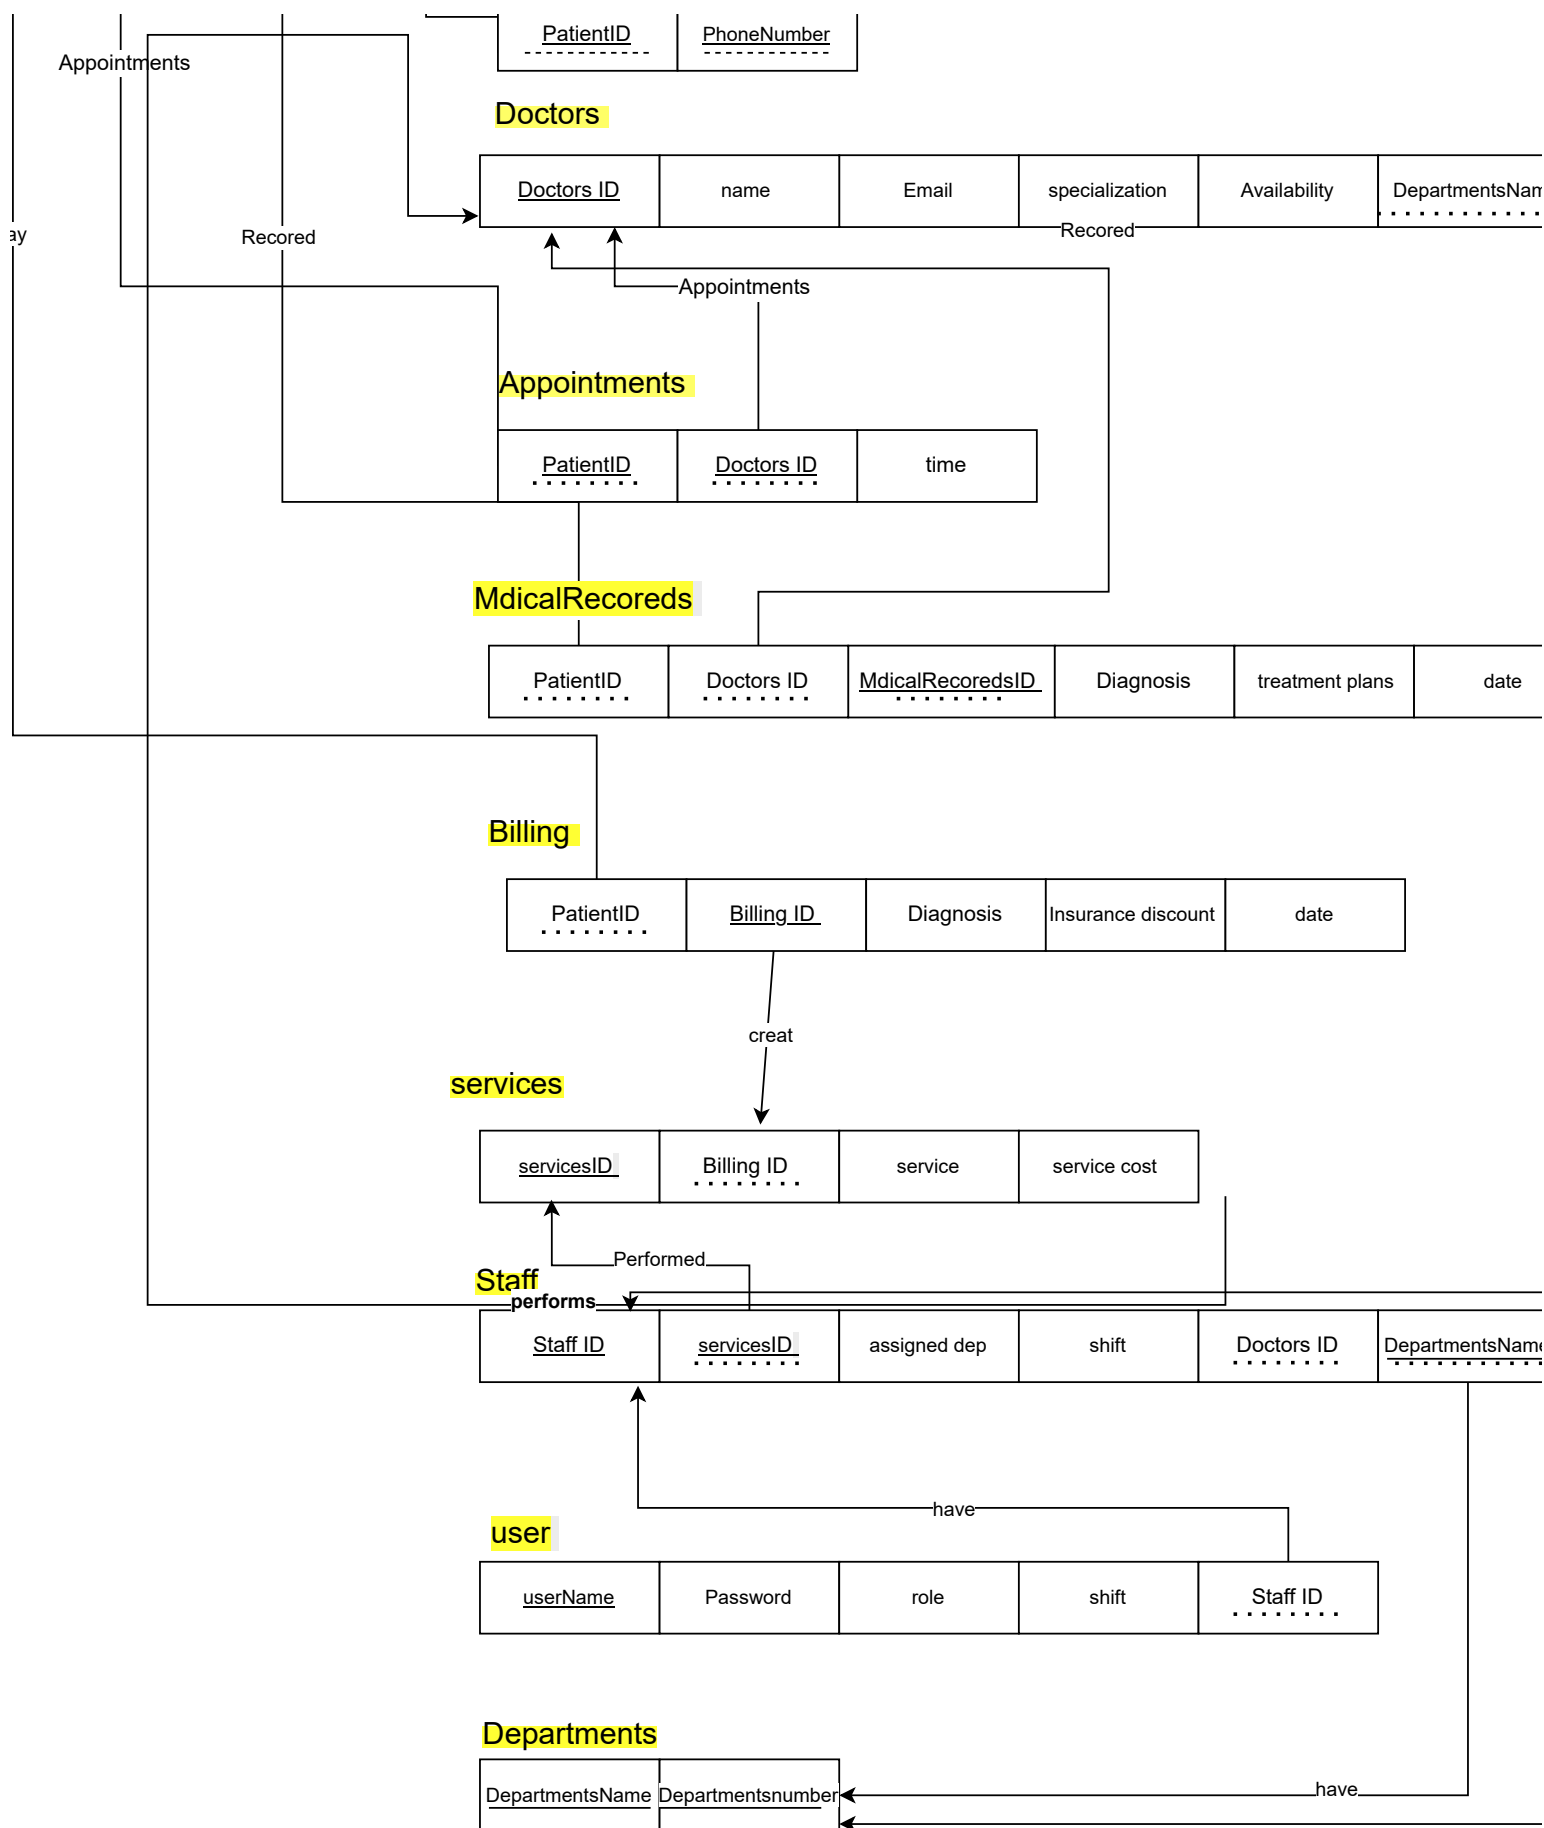 PatientID PhoneNumber
Appointments
Doctors
Doctors ID name Email specialization Availability DepartmentsNam
ay
Recored
Recored
Appointments
Appointments
PatientID Doctors ID time
MdicalRecoreds
PatientID Doctors ID MdicalRecoredsID Diagnosis treatment plans date
Billing
PatientID Billing ID Diagnosis Insurance discount date
creat
services
servicesID Billing ID service service cost
Performed
Staff
performs
Staff ID servicesID assigned dep shift Doctors ID DepartmentsName
have
user
userName Password role shift Staff ID
Departments
DepartmentsName Departmentsnumber
have